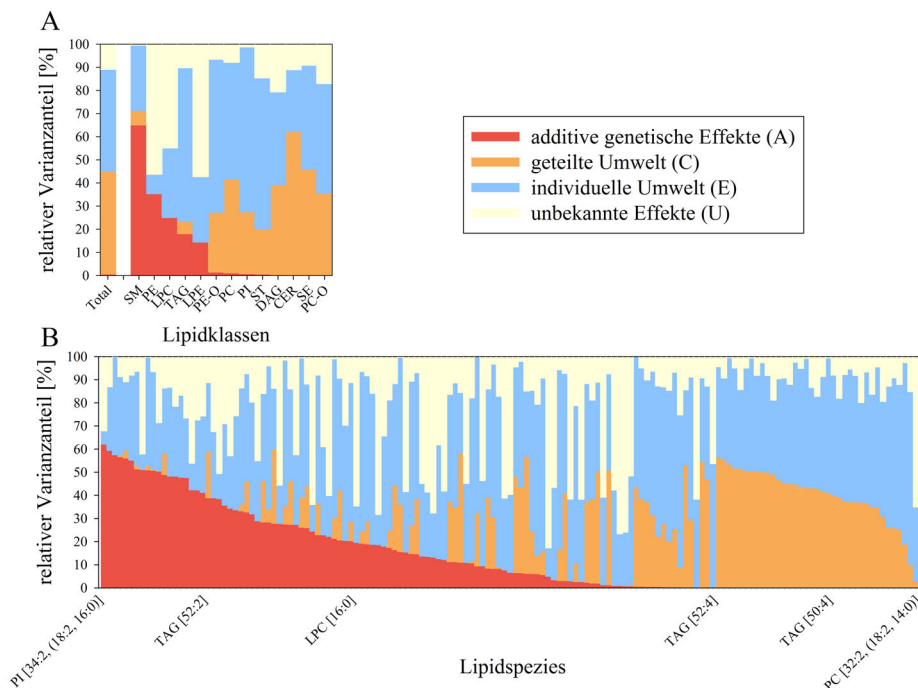 A
relativer Varianzanteil [%]
100
90
80
70
60
50
40
30
20
10
0
Total
SM
PE
LPC
TAG
LPE
PE-O
PC
PI
ST
DAG
CER
SE
PC-O
Lipidklassen
additive genetische Effekte (A)
geteilte Umwelt (C)
individuelle Umwelt (E)
unbekannte Effekte (U)
B
relativer Varianzanteil [%]
100
90
80
70
60
50
40
30
20
10
0
PI [34:2, (18:2, 16:0)]
TAG [52:2]
LPC [16:0]
TAG [52:4]
TAG [50:4]
PC [32:2, (18:2, 14:0)]
Lipidspezies